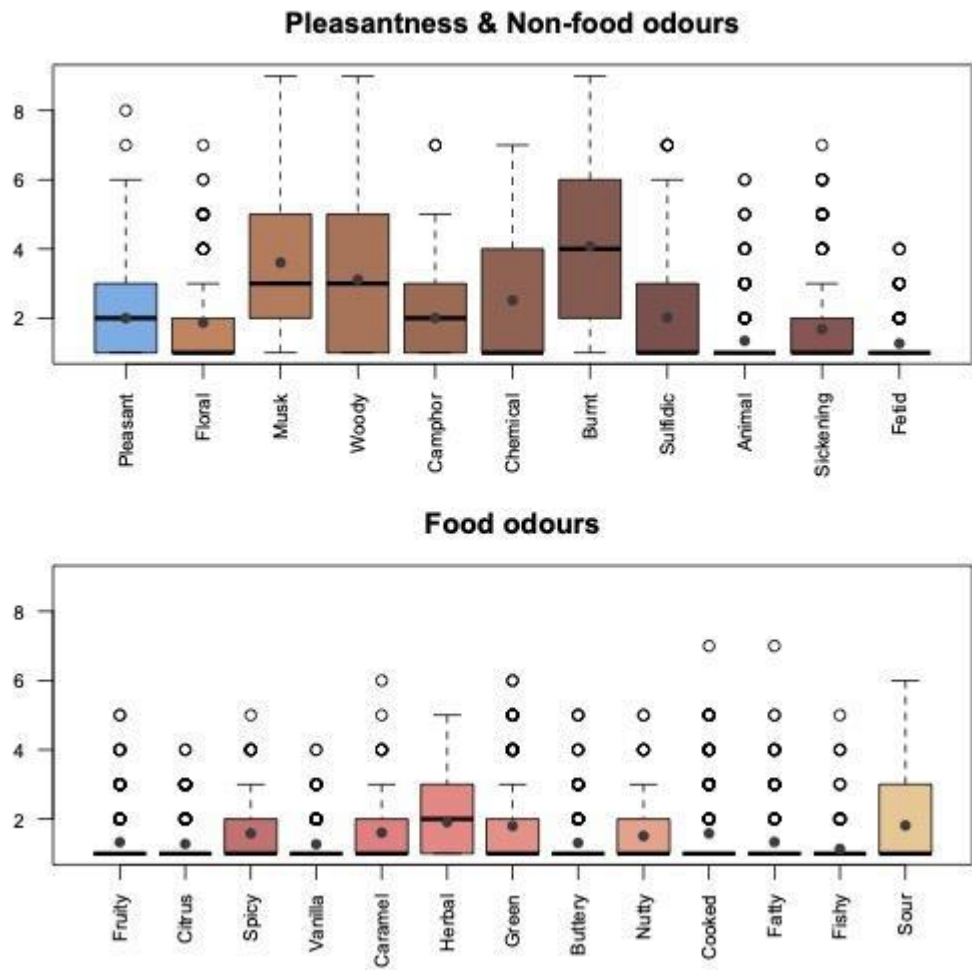 Pleasantness & Non-food odours
8
6
4
2
Pleasant
Floral
Musk
Woody
Camphor
Chemical
Burnt
Sulfidic
Animal
Sickening
Fetid
Food odours
8
6
4
2
Fruity
Citrus
Spicy
Vanilla
Caramel
Herbal
Green
Buttery
Nutty
Cooked
Fatty
Fishy
Sour